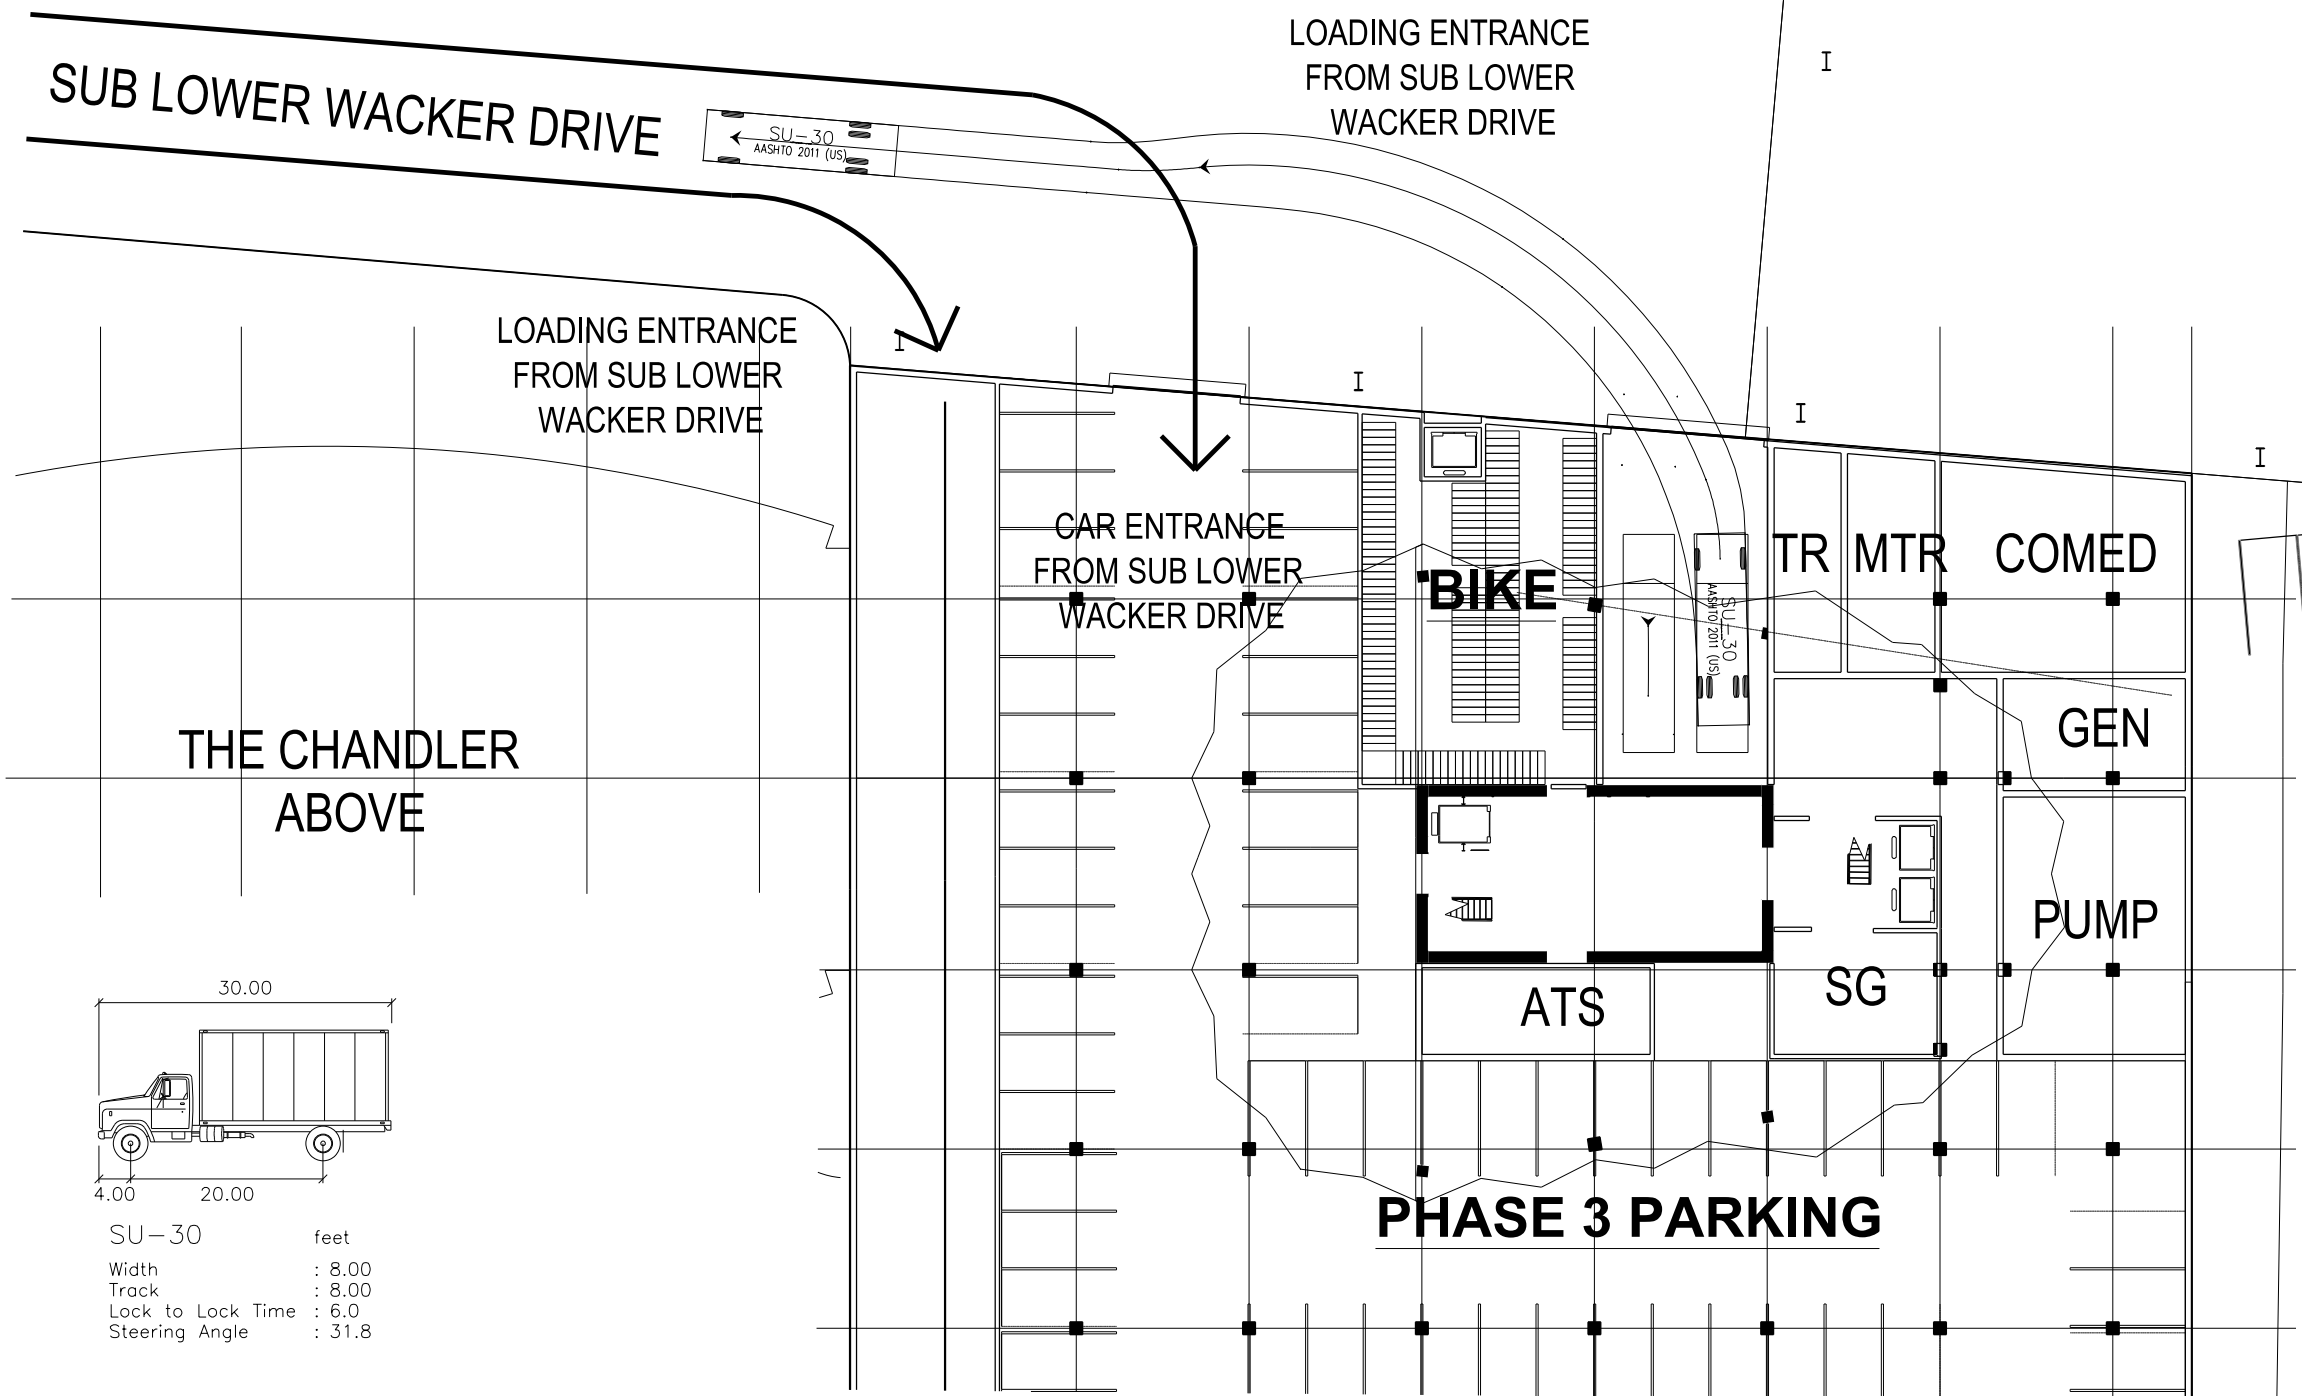 LOADING ENTRANCE
FROM SUB LOWER
WACKER DRIVE
SUB LOWER WACKER DRIVE
SU-30
AASHTO 2011 (US)
LOADING ENTRANCE
FROM SUB LOWER
WACKER DRIVE
CAR ENTRANCE
FROM SUB LOWER
WACKER DRIVE
BIKE
SU-30
AASHTO 2011 (US)
TR
MTR
COMED
GEN
THE CHANDLER
ABOVE
PUMP
SG
ATS
PHASE 3 PARKING
30.00
4.00
20.00
SU-30 feet
Width : 8.00
Track : 8.00
Lock to Lock Time : 6.0
Steering Angle : 31.8